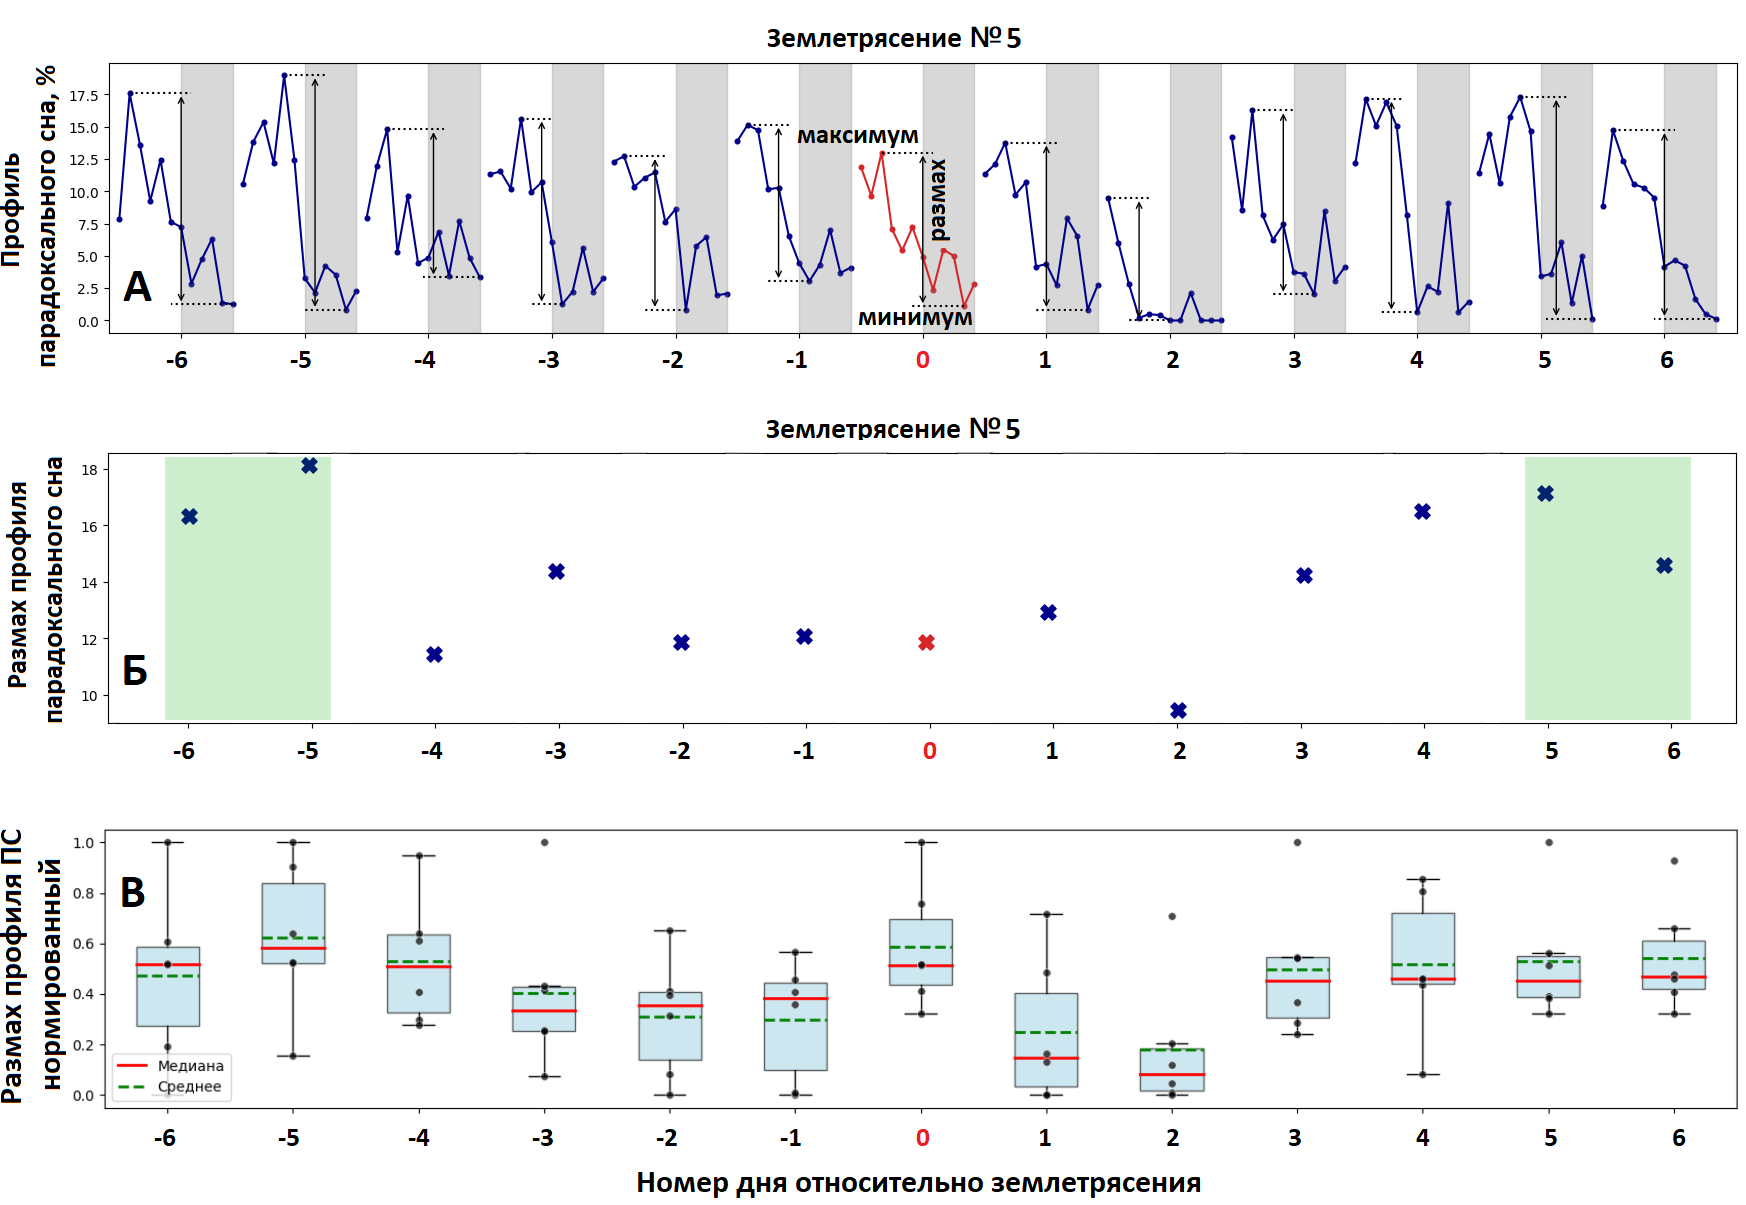 Землетрясение №5
Профиль
парадоксального сна, %
17.5
15.0
12.5
10.0
7.5
5.0
2.5
0.0
А
максимум
размах
минимум
-6 -5 -4 -3 -2 -1 0 1 2 3 4 5 6
Землетрясение №5
Размах профиля
парадоксального сна
18
16
14
12
10
Б
-6 -5 -4 -3 -2 -1 0 1 2 3 4 5 6
Размах профиля ПС
нормированный
1.0
0.8
0.6
0.4
0.2
0.0
В
Медиана
Среднее
-6 -5 -4 -3 -2 -1 0 1 2 3 4 5 6
Номер дня относительно землетрясения